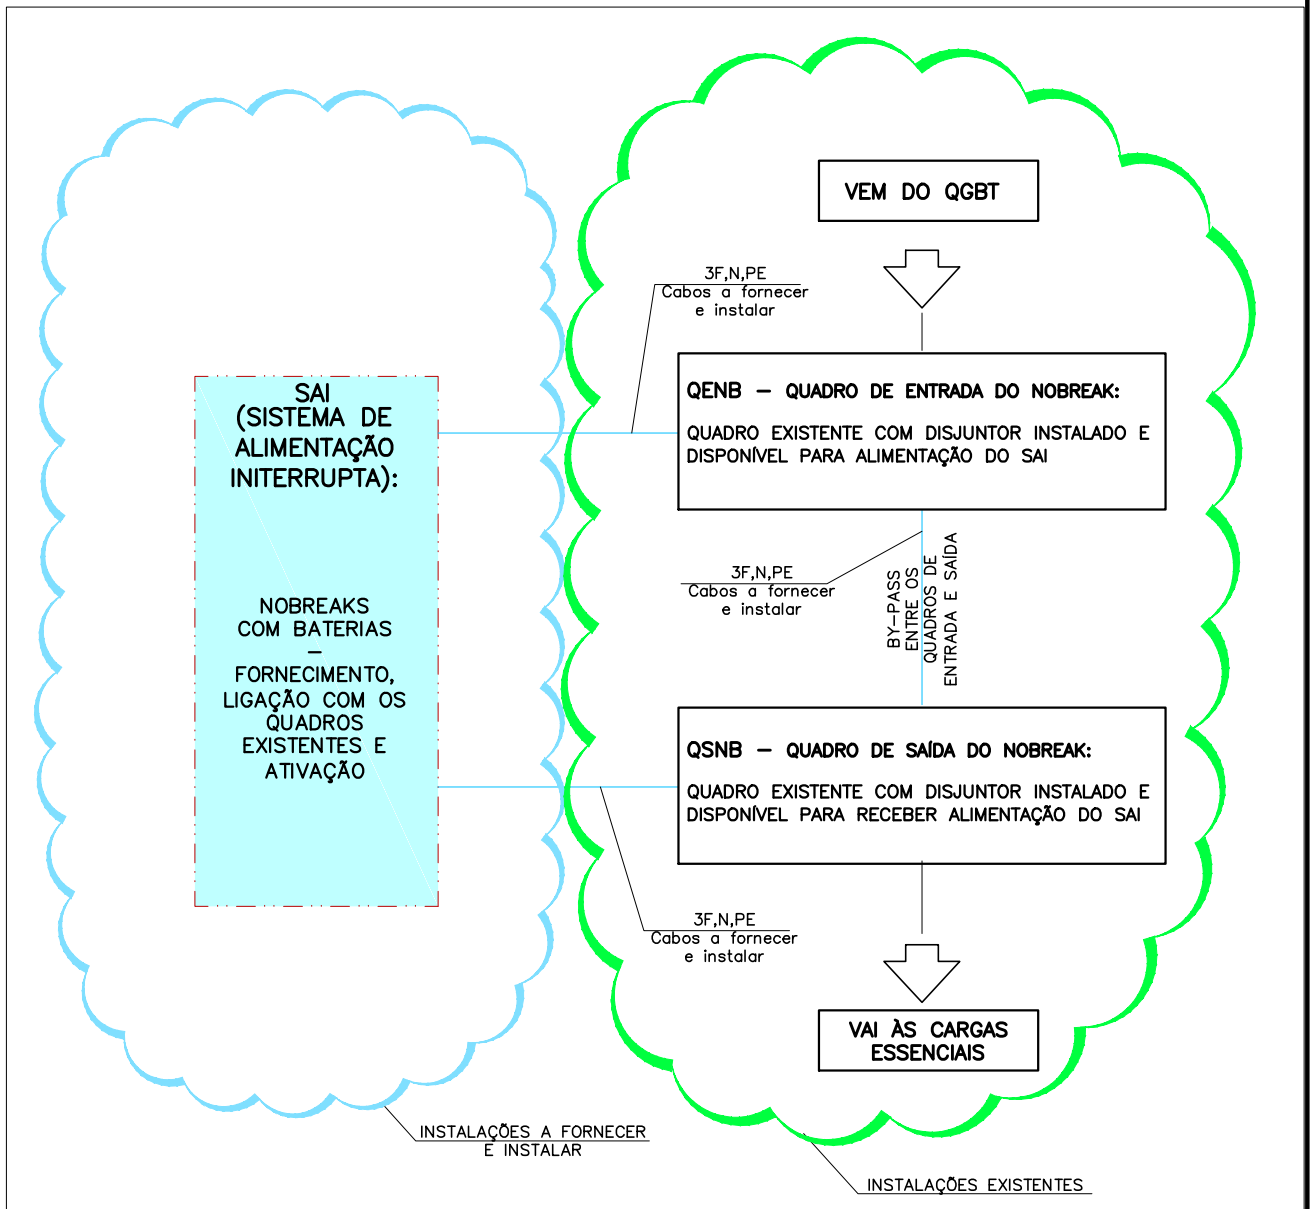 VEM DO QGBT
3F,N,PE
Cabos a fornecer
e instalar
QENB – QUADRO DE ENTRADA DO NOBREAK:
QUADRO EXISTENTE COM DISJUNTOR INSTALADO E
DISPONÍVEL PARA ALIMENTAÇÃO DO SAI
SAI
(SISTEMA DE
ALIMENTAÇÃO
INITERRUPTA):
NOBREAKS
COM BATERIAS
–
FORNECIMENTO,
LIGAÇÃO COM OS
QUADROS
EXISTENTES E
ATIVAÇÃO
3F,N,PE
Cabos a fornecer
e instalar
BY-PASS
ENTRE OS
QUADROS DE
ENTRADA E SAÍDA
QSNB – QUADRO DE SAÍDA DO NOBREAK:
QUADRO EXISTENTE COM DISJUNTOR INSTALADO E
DISPONÍVEL PARA RECEBER ALIMENTAÇÃO DO SAI
3F,N,PE
Cabos a fornecer
e instalar
VAI ÀS CARGAS
ESSENCIAIS
INSTALAÇÕES A FORNECER
E INSTALAR
INSTALAÇÕES EXISTENTES